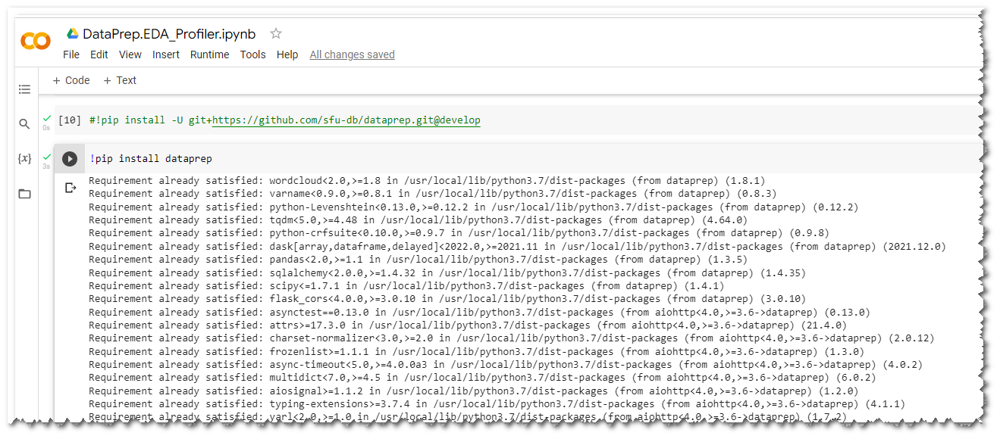 DataPrep.EDA_Profiler.ipynb
File Edit View Insert Runtime Tools Help All changes saved
+ Code + Text
[10] #!pip install -U git+https://github.com/sfu-db/dataprep.git@develop
0s
!pip install dataprep
3s
{x}
Requirement already satisfied: wordcloud<2.0,>=1.8 in /usr/local/lib/python3.7/dist-packages (from dataprep) (1.8.1)
Requirement already satisfied: varname<0.9.0,>=0.8.1 in /usr/local/lib/python3.7/dist-packages (from dataprep) (0.8.3)
Requirement already satisfied: python-Levenshtein<0.13.0,>=0.12.2 in /usr/local/lib/python3.7/dist-packages (from dataprep) (0.12.2)
Requirement already satisfied: tqdm<5.0,>=4.48 in /usr/local/lib/python3.7/dist-packages (from dataprep) (4.64.0)
Requirement already satisfied: python-crfsuite<0.10.0,>=0.9.7 in /usr/local/lib/python3.7/dist-packages (from dataprep) (0.9.8)
Requirement already satisfied: dask[array,dataframe,delayed]<2022.0,>=2021.11 in /usr/local/lib/python3.7/dist-packages (from dataprep) (2021.12.0)
Requirement already satisfied: pandas<2.0,>=1.1 in /usr/local/lib/python3.7/dist-packages (from dataprep) (1.3.5)
Requirement already satisfied: sqlalchemy<2.0.0,>=1.4.32 in /usr/local/lib/python3.7/dist-packages (from dataprep) (1.4.35)
Requirement already satisfied: scipy<=1.7.1 in /usr/local/lib/python3.7/dist-packages (from dataprep) (1.4.1)
Requirement already satisfied: flask_cors<4.0.0,>=3.0.10 in /usr/local/lib/python3.7/dist-packages (from dataprep) (3.0.10)
Requirement already satisfied: asynctest==0.13.0 in /usr/local/lib/python3.7/dist-packages (from aiohttp<4.0,>=3.6->dataprep) (0.13.0)
Requirement already satisfied: attrs>=17.3.0 in /usr/local/lib/python3.7/dist-packages (from aiohttp<4.0,>=3.6->dataprep) (21.4.0)
Requirement already satisfied: charset-normalizer<3.0,>=2.0 in /usr/local/lib/python3.7/dist-packages (from aiohttp<4.0,>=3.6->dataprep) (2.0.12)
Requirement already satisfied: frozenlist>=1.1.1 in /usr/local/lib/python3.7/dist-packages (from aiohttp<4.0,>=3.6->dataprep) (1.3.0)
Requirement already satisfied: async-timeout<5.0,>=4.0.0a3 in /usr/local/lib/python3.7/dist-packages (from aiohttp<4.0,>=3.6->dataprep) (4.0.2)
Requirement already satisfied: multidict<7.0,>=4.5 in /usr/local/lib/python3.7/dist-packages (from aiohttp<4.0,>=3.6->dataprep) (6.0.2)
Requirement already satisfied: aiosignal>=1.1.2 in /usr/local/lib/python3.7/dist-packages (from aiohttp<4.0,>=3.6->dataprep) (1.2.0)
Requirement already satisfied: typing-extensions>=3.7.4 in /usr/local/lib/python3.7/dist-packages (from aiohttp<4.0,>=3.6->dataprep) (4.1.1)
Requirement already satisfied: yarl<2.0,>=1.0 in /usr/local/lib/python3.7/dist-packages (from aiohttp<4.0,>=3.6->dataprep) (1.7.2)